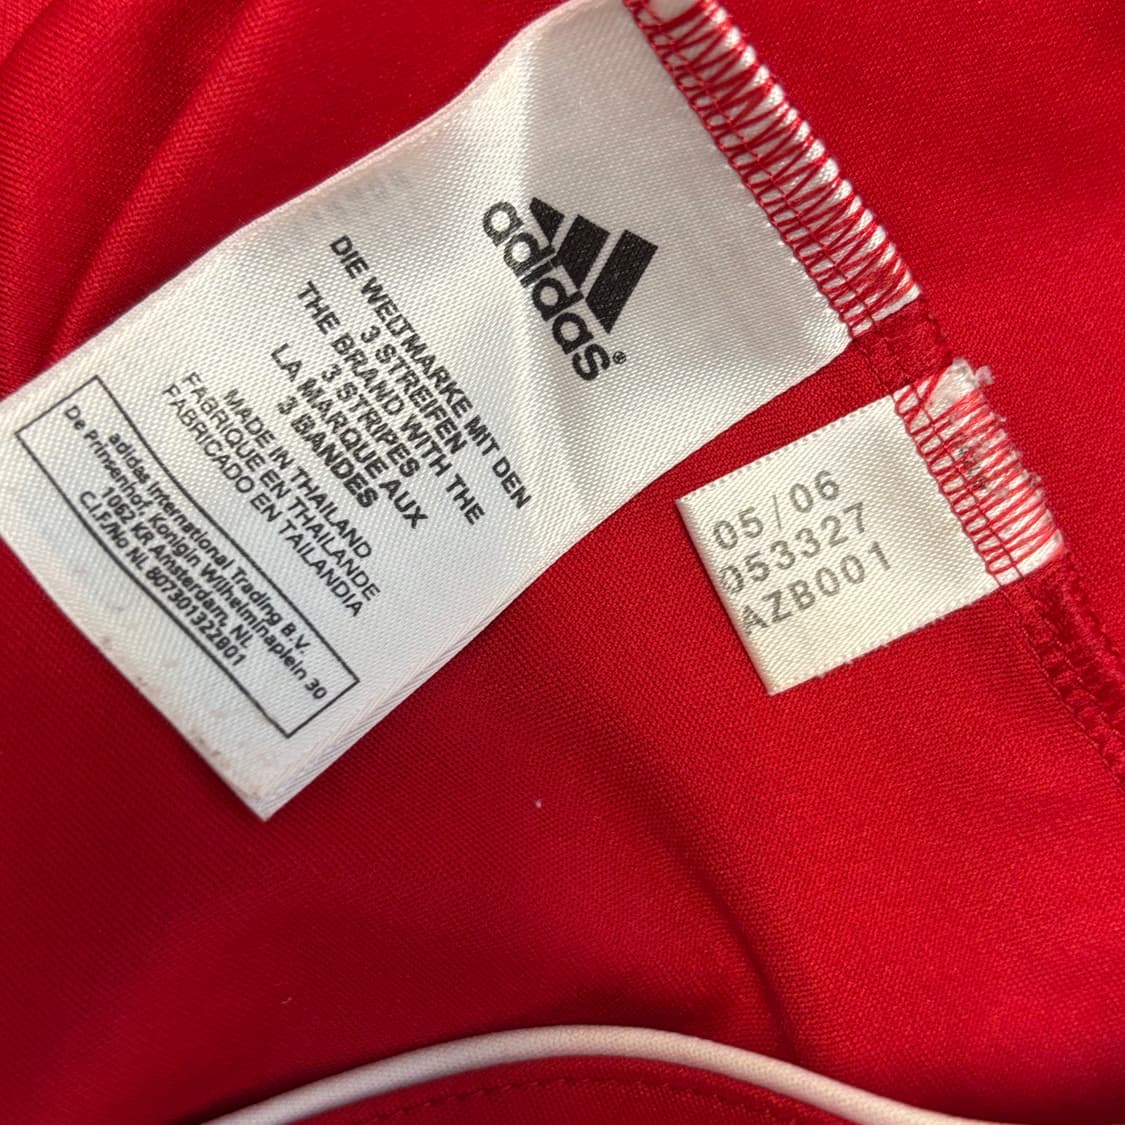 adidas®
DIE WELTMARKE MIT DEN
3 STREIFEN
THE BRAND WITH THE
3 STRIPES
LA MARQUE AUX
3 BANDES
MADE IN THAILAND
FABRIQUE EN THAILANDE
FABRICADO EN TAILANDIA
adidas International Trading B.V.
De Prinsenhof, Konigin Wilhelminaplein 30
1062 KR Amsterdam, NL
C.I.F/No NL 807301322B01
05/06
053327
AZB001